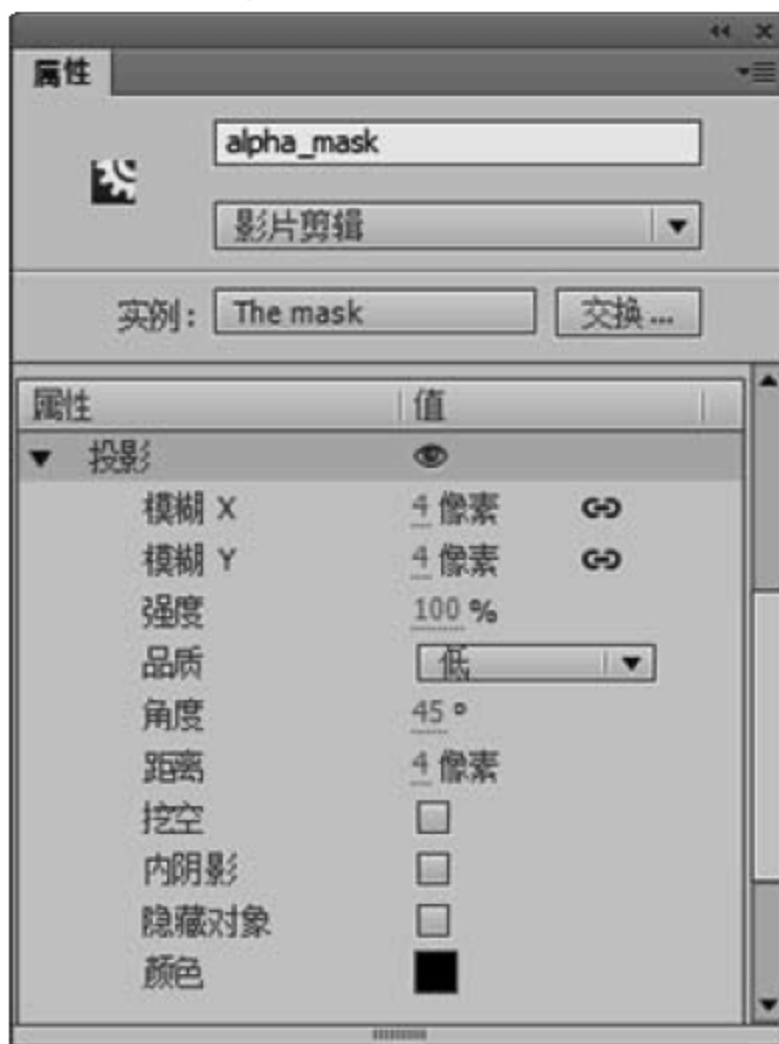 属性
alpha_mask
影片剪辑
实例: The mask 交换...
属性 值
投影
模糊 X 4 像素
模糊 Y 4 像素
强度 100 %
品质 低
角度 45 °
距离 4 像素
挖空
内阴影
隐藏对象
颜色